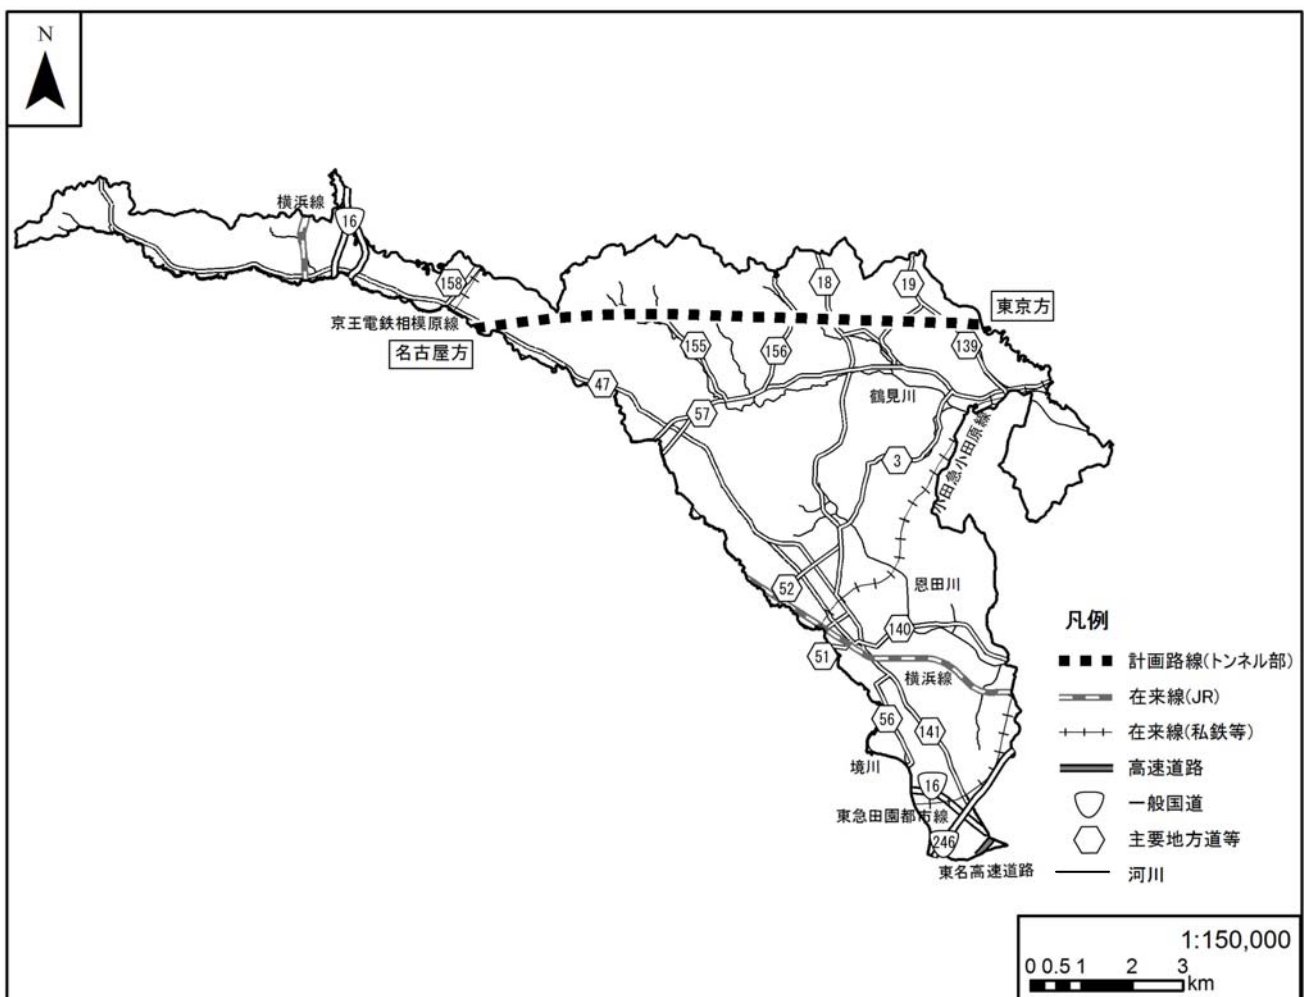 N
横浜線
16
158
18
19
京王電鉄相模原線
東京方
名古屋方
155
156
139
47
57
鶴見川
3
小田急小田原線
52
恩田川
140
51
横浜線
56
141
境川
16
東急田園都市線
246
東名高速道路
凡例
計画路線(トンネル部)
在来線(JR)
在来線(私鉄等)
高速道路
一般国道
主要地方道等
河川
1:150,000
0 0.5 1 2 3
km